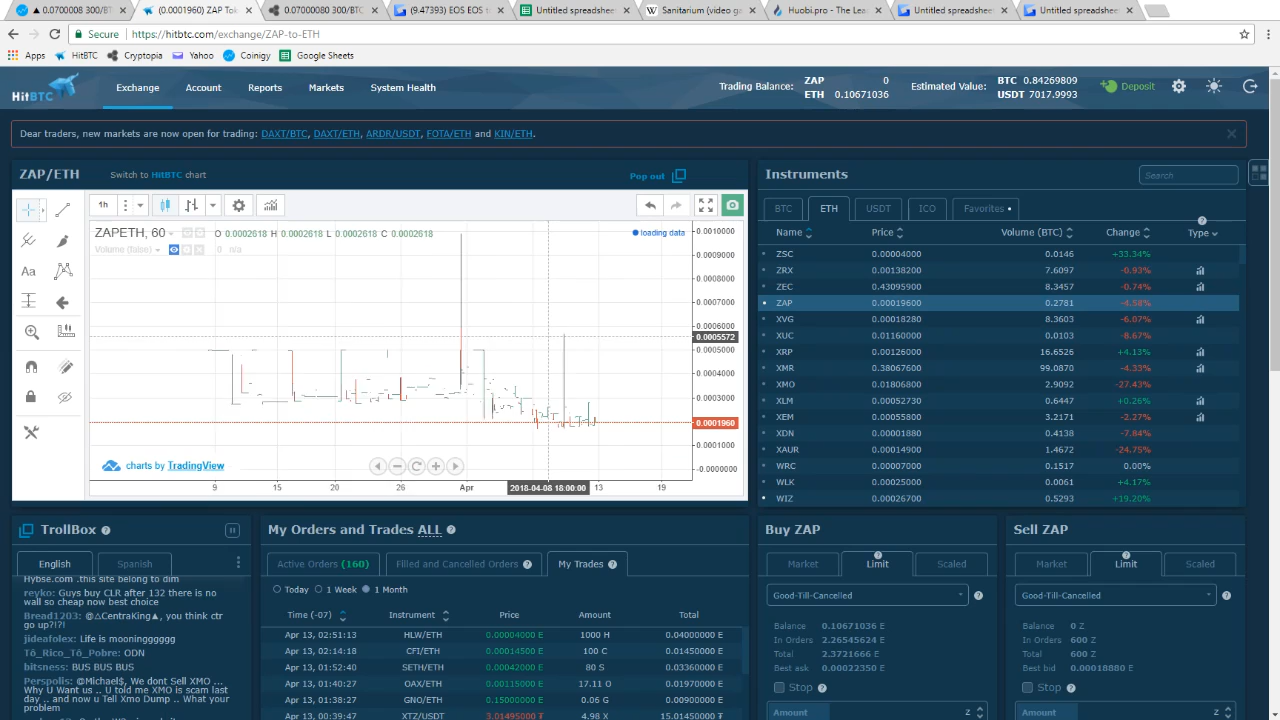 ▲ 0.0700008 300/BT
(0.0001960) ZAP Tok
0.07000080 300/BTC
(9.47393) EOS EOS t
Untitled spreadsheet
Sanitarium (video ga
Huobi.pro - The Lea
Untitled spreadsheet
Untitled spreadsheet
Secure
https://hitbtc.com/exchange/ZAP-to-ETH
Apps HitBTC Cryptopia Yahoo Coinigy Google Sheets
HitBTC
Exchange Account Reports Markets System Health
Trading Balance: ZAP 0
ETH 0.10671036
Estimated Value: BTC 0.84269809
USDT 7017.9993
Deposit
Dear traders, new markets are now open for trading: DAXT/BTC, DAXT/ETH, ARDR/USDT, FOTA/ETH and KIN/ETH.
ZAP/ETH
Switch to HitBTC chart
Pop out
1h
ZAPETH, 60
O 0.0002618 H 0.0002618 L 0.0002618 C 0.0002618
loading data
Volume (false)
0 n/a
Aa
0.0010000
0.0009000
0.0008000
0.0007000
0.0006000
0.0005572
0.0005000
0.0004000
0.0003000
0.0001960
0.0001000
-0.0000000
charts by TradingView
9 15 20 26 Apr 2018-04-08 18:00:00 13 19
Instruments
Search
BTC ETH USDT ICO Favorites
Name Price Volume (BTC) Change Type
ZSC 0.00004000 0.0146 +33.34%
ZRX 0.00138200 7.6097 -0.93%
ZEC 0.43095900 8.3457 -0.74%
ZAP 0.00019600 0.2781 -4.58%
XVG 0.00018280 8.3603 -6.07%
XUC 0.01160000 0.0103 -8.67%
XRP 0.00126000 16.6526 +4.13%
XMR 0.38067600 99.0870 -4.33%
XMO 0.01806800 2.9092 -27.43%
XLM 0.00052730 0.6447 +0.26%
XEM 0.00055800 3.2171 -2.27%
XDN 0.00001880 0.4138 -7.84%
XAUR 0.00014900 1.4672 -24.75%
WRC 0.00007000 0.1517 0.00%
WLK 0.00025000 0.0061 +4.17%
WIZ 0.00026700 0.5293 +19.20%
TrollBox
English Spanish
Hybse.com .this site belong to dim
reyko: Guys buy CLR after 132 there is no
wall so cheap now best choice
Bread1203: @△CentraKing▲, you think ctr
go up?!?!
jideafolex: Life is mooningggggg
Tô_Rico_Tô_Pobre: ODN
bitsness: BUS BUS BUS
Perspolis: @Michael$, We dont Sell XMO ...
Why U Want us .. U told me XMO is scam last
day .. and now u Tell Xmo Dump .. What your
problem
My Orders and Trades ALL
Active Orders (160) Filled and Cancelled Orders My Trades
Today 1 Week 1 Month
Time (-07) Instrument Price Amount Total
Apr 13, 02:51:13 HLW/ETH 0.00004000 E 1000 H 0.04000000 E
Apr 13, 02:14:18 CFI/ETH 0.00014500 E 100 C 0.01450000 E
Apr 13, 01:52:40 SETH/ETH 0.00042000 E 80 S 0.03360000 E
Apr 13, 01:40:27 OAX/ETH 0.00115000 E 17.11 O 0.01970000 E
Apr 13, 01:38:27 GNO/ETH 0.15000000 E 0.06 G 0.00900000 E
Apr 13, 00:39:47 XTZ/USDT 3.01495000 ₮ 4.98 X 15.01450000 ₮
Buy ZAP
Market Limit Scaled
Good-Till-Cancelled
Balance 0.10671036 E
In Orders 2.26545624 E
Total 2.3721666 E
Best ask 0.00022350 E
Stop
Amount Z
Sell ZAP
Market Limit Scaled
Good-Till-Cancelled
Balance 0 Z
In Orders 600 Z
Total 600 Z
Best bid 0.00018880 E
Stop
Amount Z